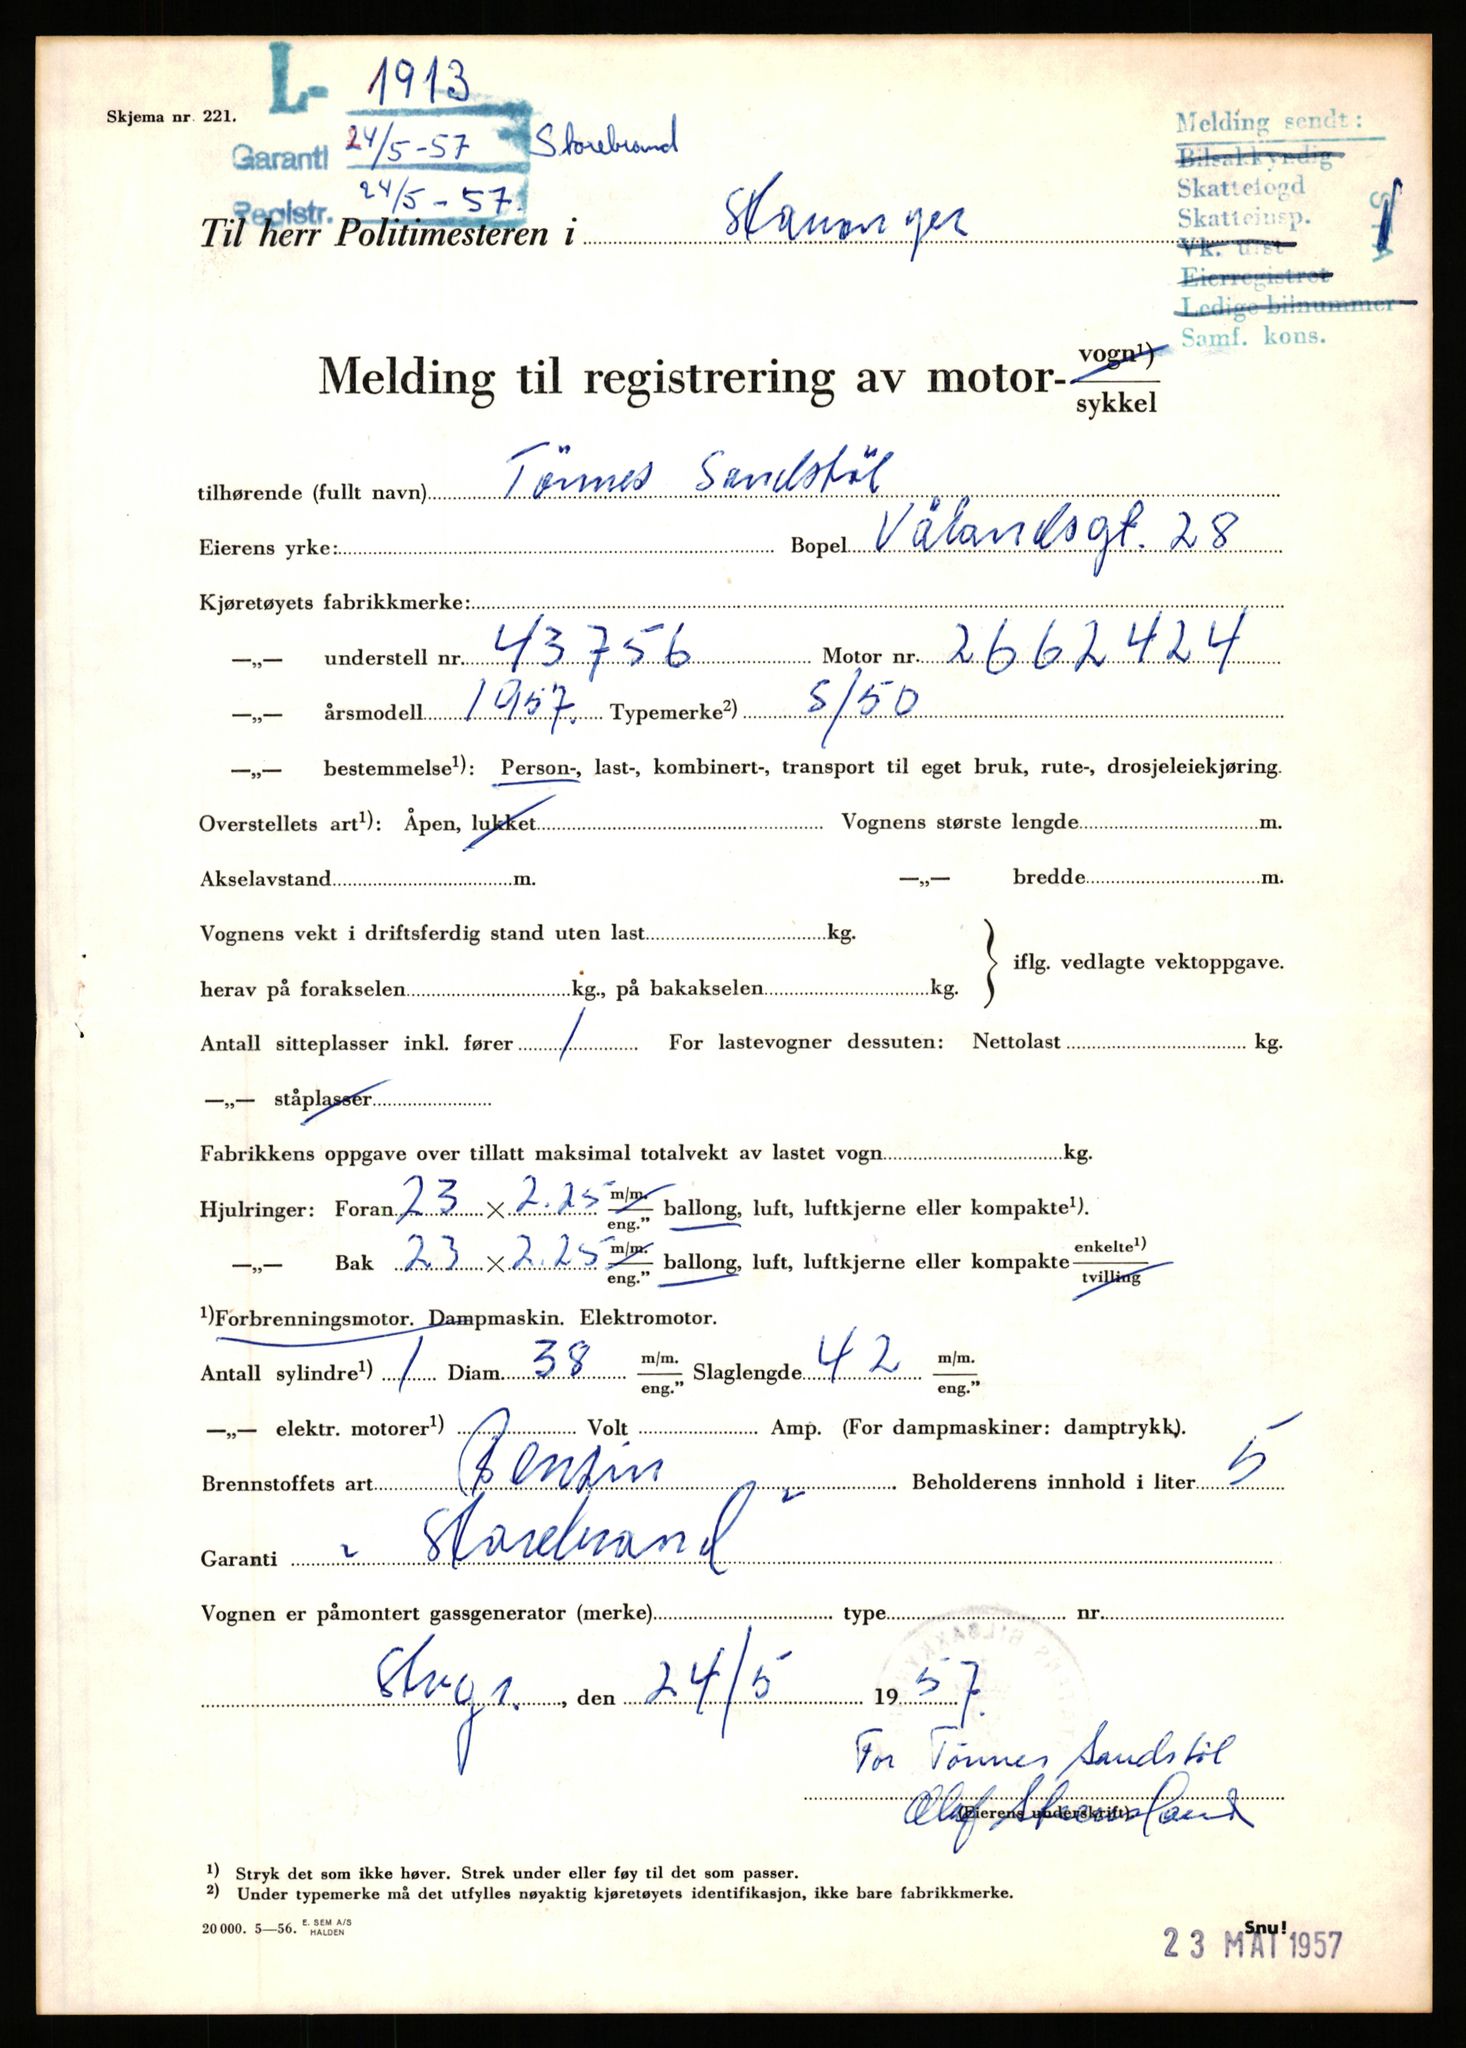 L- 1913
Skjema nr. 221.
Garanti 24/5-57 Storebrand
Registr. 24/5-57.
Melding sendt:
Bilsakkyndig
Skattefogd
Skatteinsp.
Vk. utst
Eierregistret
Ledige bilnummer
Samf. kons.
Til herr Politimesteren i Stavanger
Melding til registrering av motor- vogn¹)
sykkel
tilhørende (fullt navn) Tönnes Sandstöl
Eierens yrke: Bopel Vålandsgt. 28
Kjøretøyets fabrikkmerke:
—„— understell nr. 43756 Motor nr. 2662424
—„— årsmodell 1957. Typemerke²) S/50
—„— bestemmelse¹): Person-, last-, kombinert-, transport til eget bruk, rute-, drosjeleiekjøring.
Overstellets art¹): Åpen, lukket Vognens største lengde m.
Akselavstand m. —„— bredde m.
Vognens vekt i driftsferdig stand uten last kg.
iflg. vedlagte vektoppgave.
herav på forakselen kg., på bakakselen kg.
Antall sitteplasser inkl. fører 1 For lastevogner dessuten: Nettolast kg.
—„— ståplasser
Fabrikkens oppgave over tillatt maksimal totalvekt av lastet vogn kg.
Hjulringer: Foran 23 × 2.25 m/m. eng.” ballong, luft, luftkjerne eller kompakte¹).
—„— Bak 23 × 2.25 m/m. eng.” ballong, luft, luftkjerne eller kompakte enkelte¹) tvilling
¹)Forbrenningsmotor. Dampmaskin. Elektromotor.
Antall sylindre¹) 1 Diam. 38 m/m. eng.” Slaglengde 42 m/m. eng.”
—„— elektr. motorer¹) Volt Amp. (For dampmaskiner: damptrykk).
Brennstoffets art Bensin Beholderens innhold i liter 5
Garanti „ Storebrand ”
Vognen er påmontert gassgenerator (merke) type nr.
Stvgr., den 24/5 1957.
For Tönnes Sandstöl
Olaf
(Eierens underskrift)
¹) Stryk det som ikke høver. Strek under eller føy til det som passer.
²) Under typemerke må det utfylles nøyaktig kjøretøyets identifikasjon, ikke bare fabrikkmerke.
20 000. 5—56. E. SEM A/S HALDEN
Snu!
23 MAI 1957